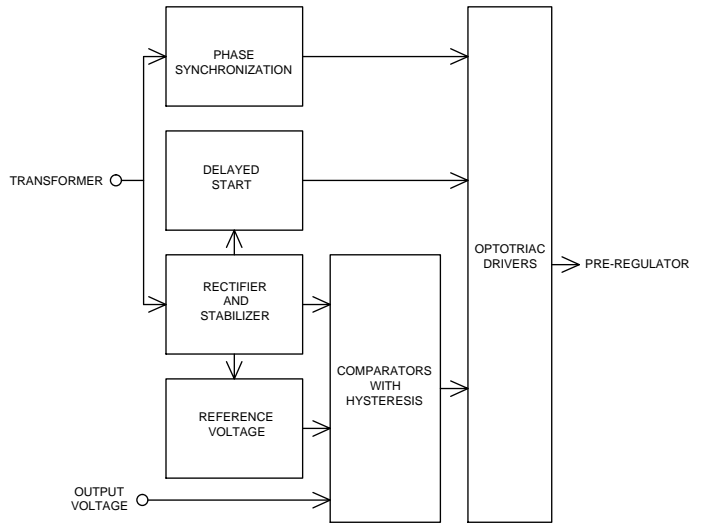 PHASE
SYNCHRONIZATION
DELAYED
START
TRANSFORMER
RECTIFIER
AND
STABILIZER
OPTOTRIAC
DRIVERS
PRE-REGULATOR
COMPARATORS
WITH
HYSTERESIS
REFERENCE
VOLTAGE
OUTPUT
VOLTAGE